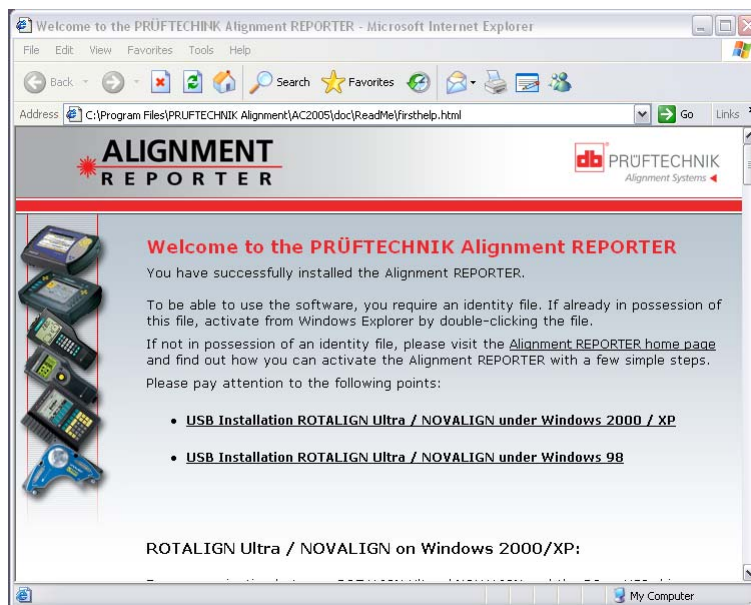 Welcome to the PRÜFTECHNIK Alignment REPORTER - Microsoft Internet Explorer
File Edit View Favorites Tools Help
Back Search Favorites
Address C:\Program Files\PRUFTECHNIK Alignment\AC2005\doc\ReadMe\firsthelp.html Go Links
ALIGNMENT
REPORTER
db PRÜFTECHNIK
Alignment Systems
Welcome to the PRÜFTECHNIK Alignment REPORTER
You have successfully installed the Alignment REPORTER.
To be able to use the software, you require an identity file. If already in possession of
this file, activate from Windows Explorer by double-clicking the file.
If not in possession of an identity file, please visit the Alignment REPORTER home page
and find out how you can activate the Alignment REPORTER with a few simple steps.
Please pay attention to the following points:
• USB Installation ROTALIGN Ultra / NOVALIGN under Windows 2000 / XP
• USB Installation ROTALIGN Ultra / NOVALIGN under Windows 98
ROTALIGN Ultra / NOVALIGN on Windows 2000/XP:
My Computer